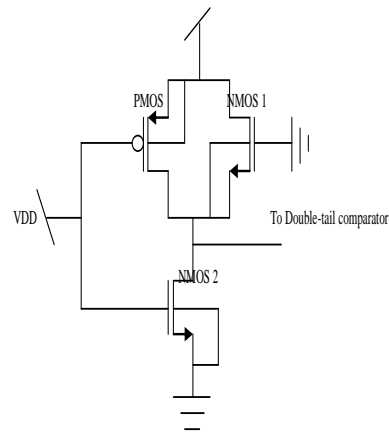 PMOS
NMOS 1
VDD
To Double-tail comparator
NMOS 2